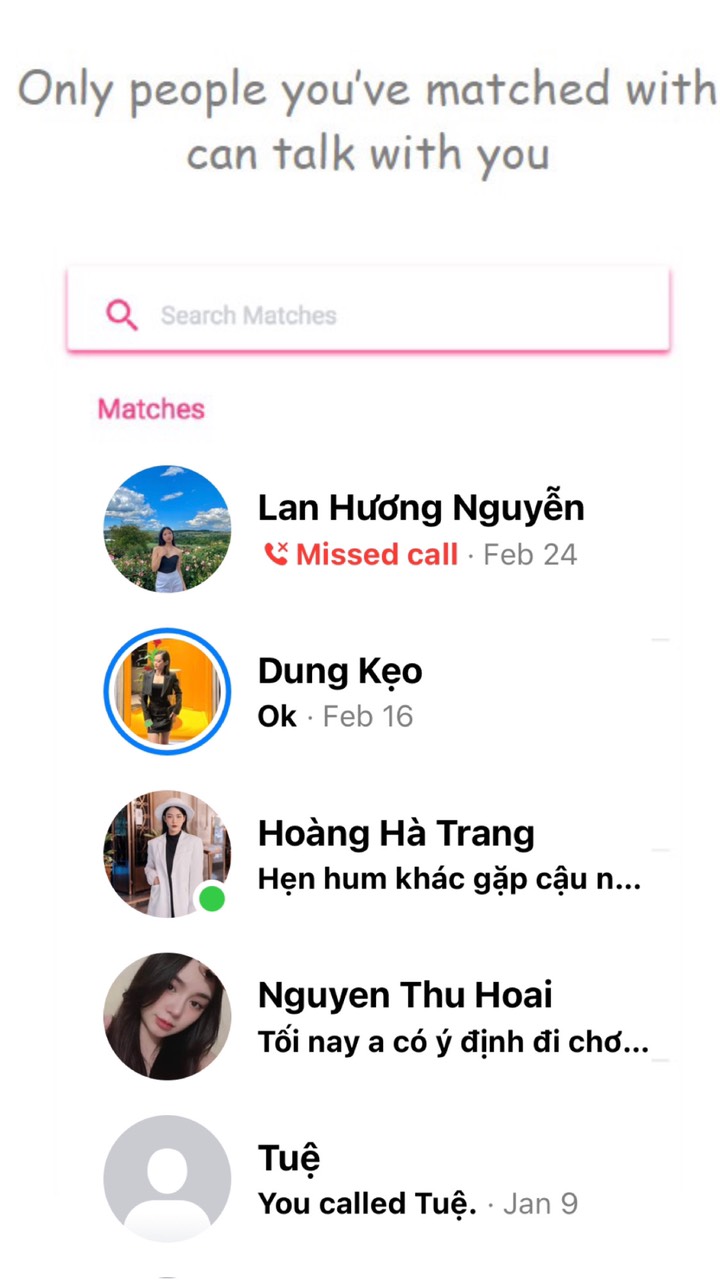 Only people you've matched with
can talk with you
Search Matches
Matches
Lan Hương Nguyễn
Missed call · Feb 24
Dung Kẹo
Ok · Feb 16
Hoàng Hà Trang
Hẹn hum khác gặp cậu n...
Nguyen Thu Hoai
Tối nay a có ý định đi chơ...
Tuệ
You called Tuệ. · Jan 9